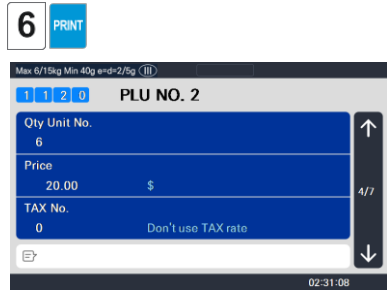 6 PRINT
Max 6/15kg Min 40g e=d=2/5g III
1 1 2 0 PLU NO. 2
Qty Unit No.
6
Price
20.00 $
4/7
TAX No.
0 Don't use TAX rate
02:31:08